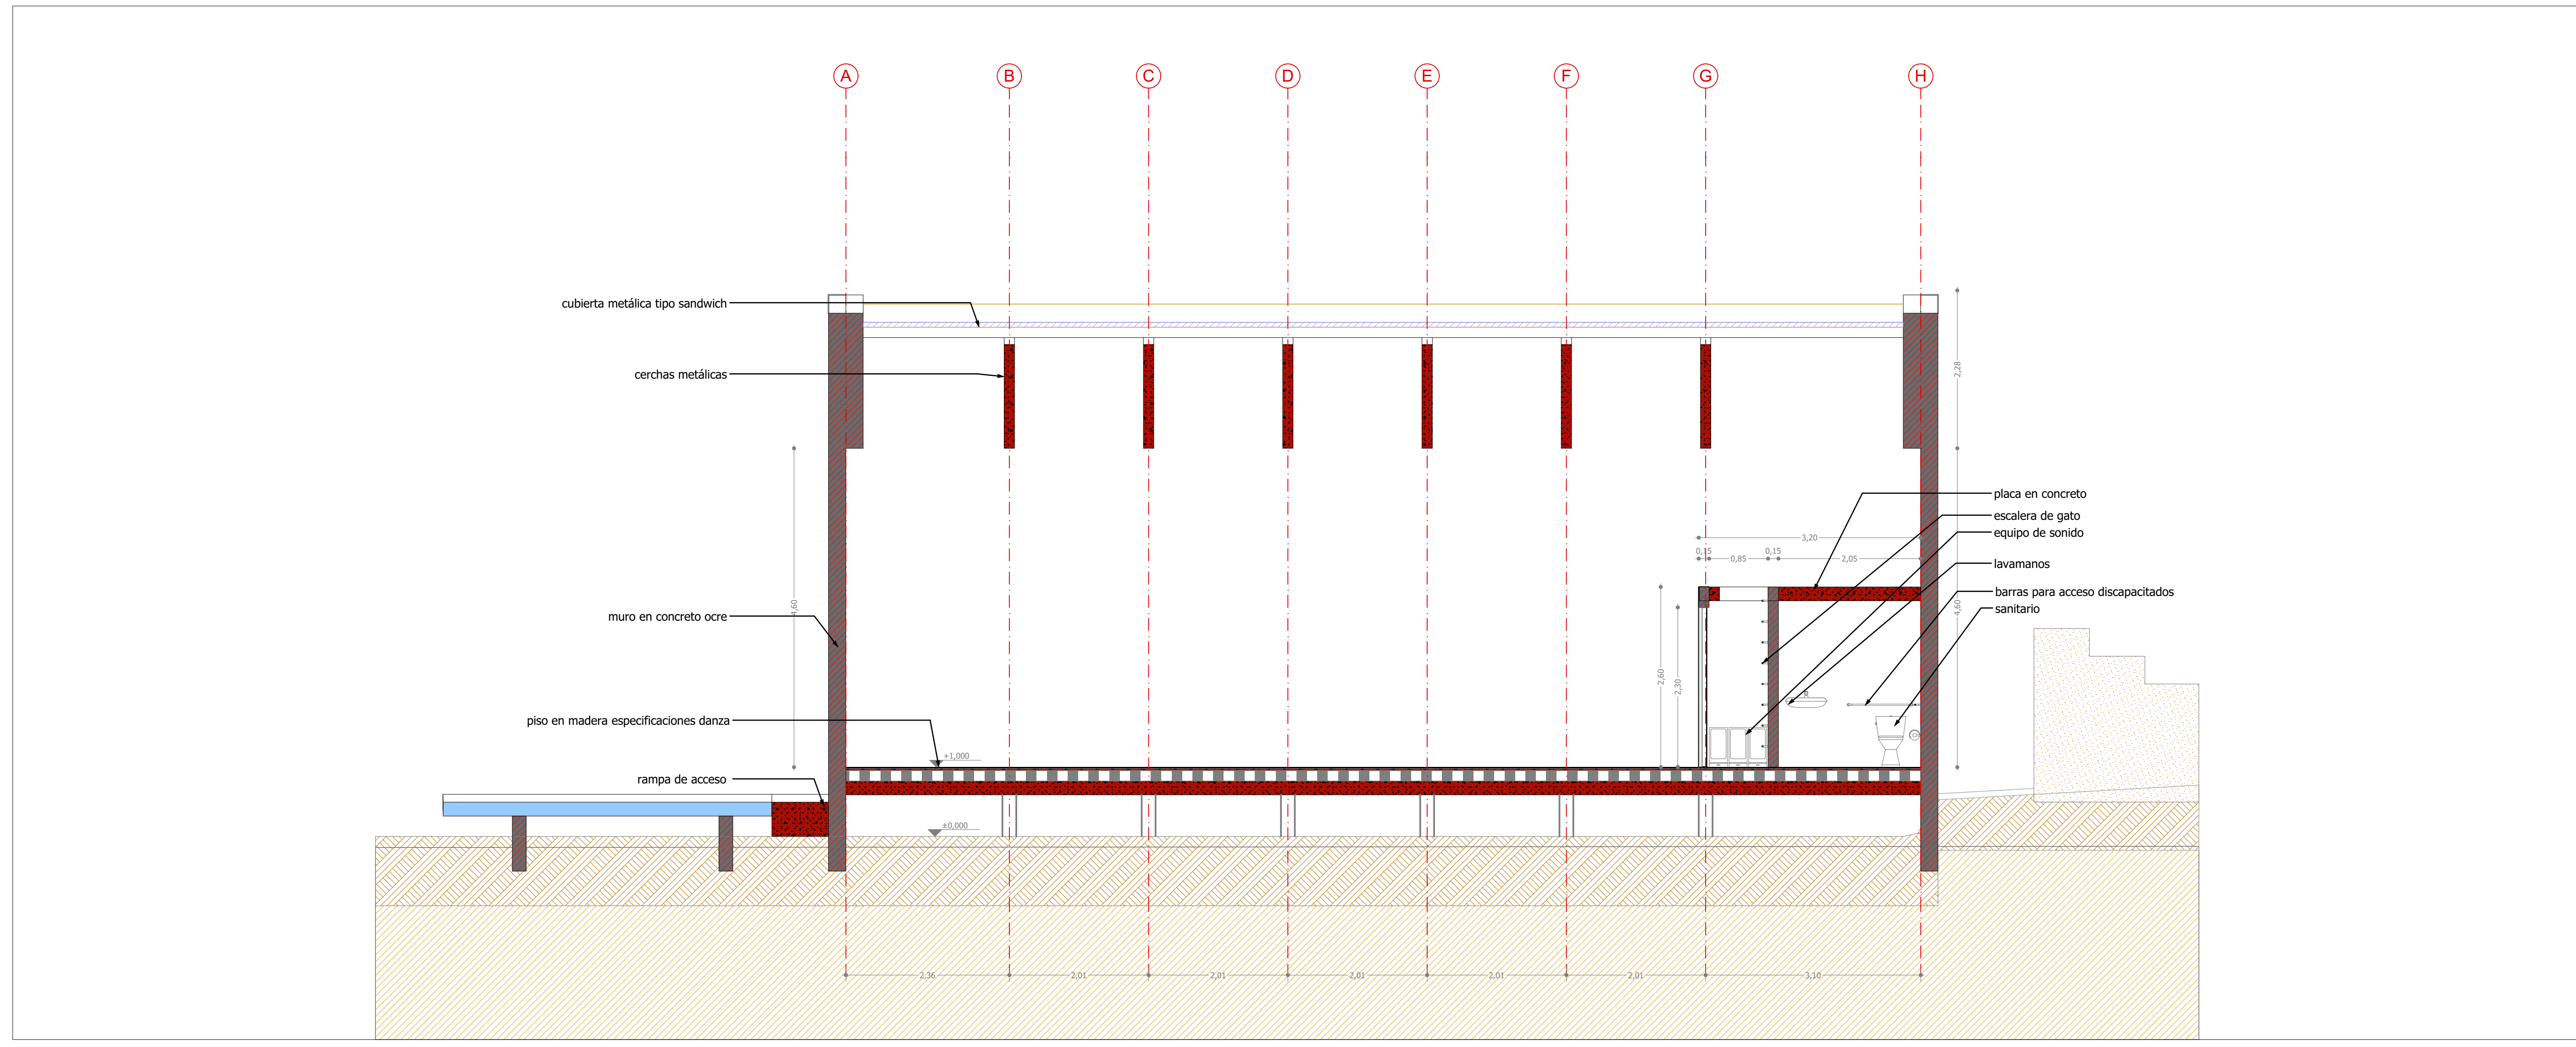 A B C D E F G H
cubierta metálica tipo sandwich
cerchas metálicas
2,28
placa en concreto
escalera de gato
equipo de sonido
3,20
0,15
0,85
0,15
2,05
lavamanos
barras para acceso discapacitados
sanitario
4,60
4,60
muro en concreto ocre
2,60
2,30
piso en madera especificaciones danza
+1,000
rampa de acceso
±0,000
2,36 2,01 2,01 2,01 2,01 2,01 3,10